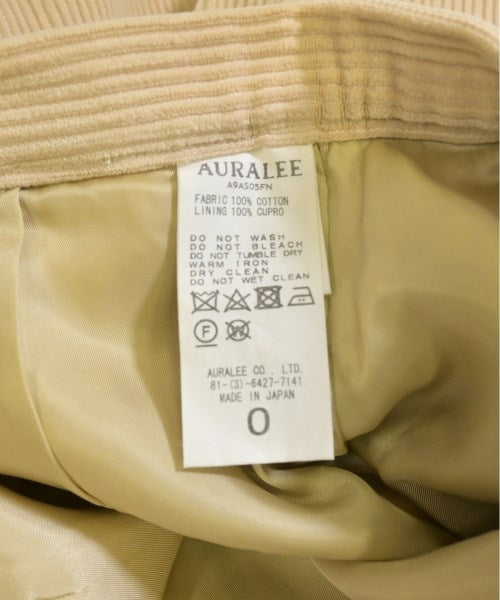 AURALEE
A9AS05FN
FABRIC 100% COTTON
LINING 100% CUPRO
DO NOT WASH
DO NOT BLEACH
DO NOT TUMBLE DRY
WARM IRON
DRY CLEAN
DO NOT WET CLEAN
F W
AURALEE CO., LTD.
81-(3)-6427-7141
MADE IN JAPAN
0